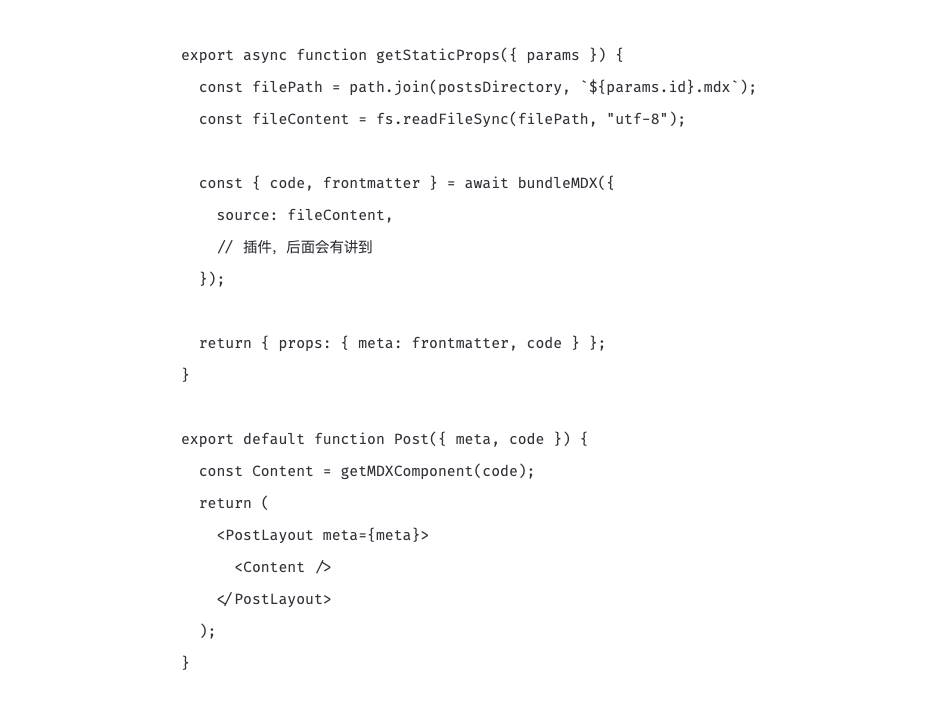 export async function getStaticProps({ params }) {
  const filePath = path.join(postsDirectory, `${params.id}.mdx`);
  const fileContent = fs.readFileSync(filePath, "utf-8");

  const { code, frontmatter } = await bundleMDX({
    source: fileContent,
    // 插件，后面会有讲到
  });

  return { props: { meta: frontmatter, code } };
}

export default function Post({ meta, code }) {
  const Content = getMDXComponent(code);
  return (
    <PostLayout meta={meta}>
      <Content />
    </PostLayout>
  );
}